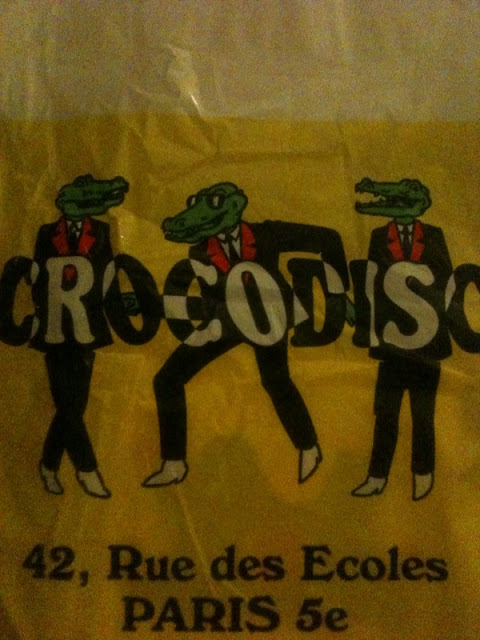 CROCODISC
42, Rue des Ecoles
PARIS 5e